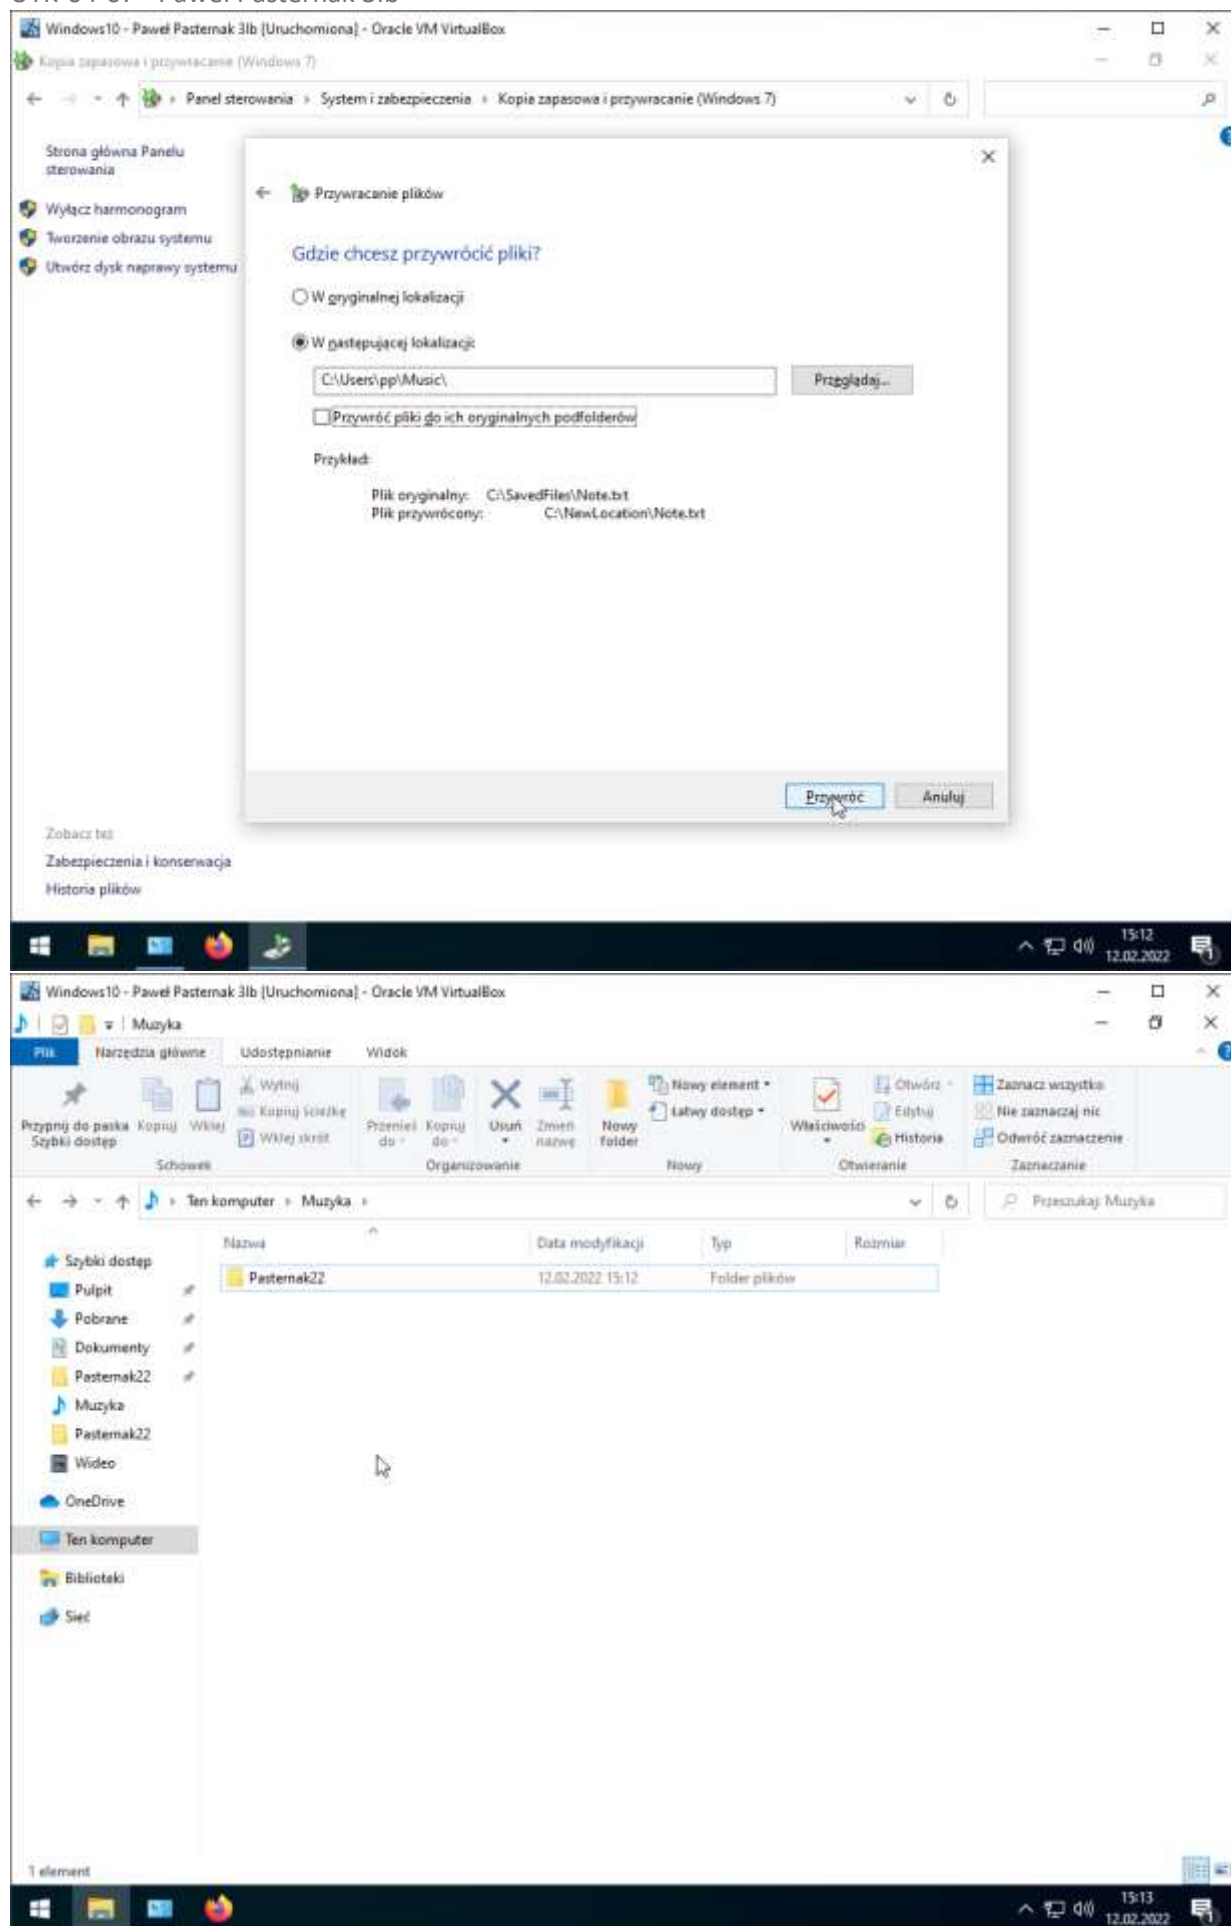 Windows10 - Paweł Pasternak 3lb [Uruchomiona] - Oracle VM VirtualBox
Kopia zapasowa i przywracanie (Windows 7)
Panel sterowania › System i zabezpieczenia › Kopia zapasowa i przywracanie (Windows 7)
Strona główna Panelu
sterowania
Wyłącz harmonogram
Tworzenie obrazu systemu
Utwórz dysk naprawy systemu
Przywracanie plików
Gdzie chcesz przywrócić pliki?
W oryginalnej lokalizacji
W następującej lokalizacji:
C:\Users\pp\Music\
Przeglądaj...
Przywróć pliki do ich oryginalnych podfolderów
Przykład:
Plik oryginalny: C:\SavedFiles\Note.txt
Plik przywrócony: C:\NewLocation\Note.txt
Przywróć Anuluj
Zobacz też
Zabezpieczenia i konserwacja
Historia plików
15:12
12.02.2022
Windows10 - Paweł Pasternak 3lb [Uruchomiona] - Oracle VM VirtualBox
Muzyka
Plik Narzędzia główne Udostępnianie Widok
Przypnij do paska
Szybki dostęp
Kopiuj
Wklej
Wytnij
Kopiuj ścieżkę
Wklej skrót
Przenieś
do
Kopiuj
do
Usuń
Zmień
nazwę
Nowy
folder
Nowy element
Łatwy dostęp
Właściwości
Otwórz
Edytuj
Historia
Zaznacz wszystko
Nie zaznaczaj nic
Odwróć zaznaczenie
Schowek Organizowanie Nowy Otwieranie Zaznaczanie
Ten komputer › Muzyka ›
Przeszukaj: Muzyka
Nazwa Data modyfikacji Typ Rozmiar
Pasternak22 12.02.2022 15:12 Folder plików
Szybki dostęp
Pulpit
Pobrane
Dokumenty
Pasternak22
Muzyka
Pasternak22
Wideo
OneDrive
Ten komputer
Biblioteki
Sieć
1 element
15:13
12.02.2022